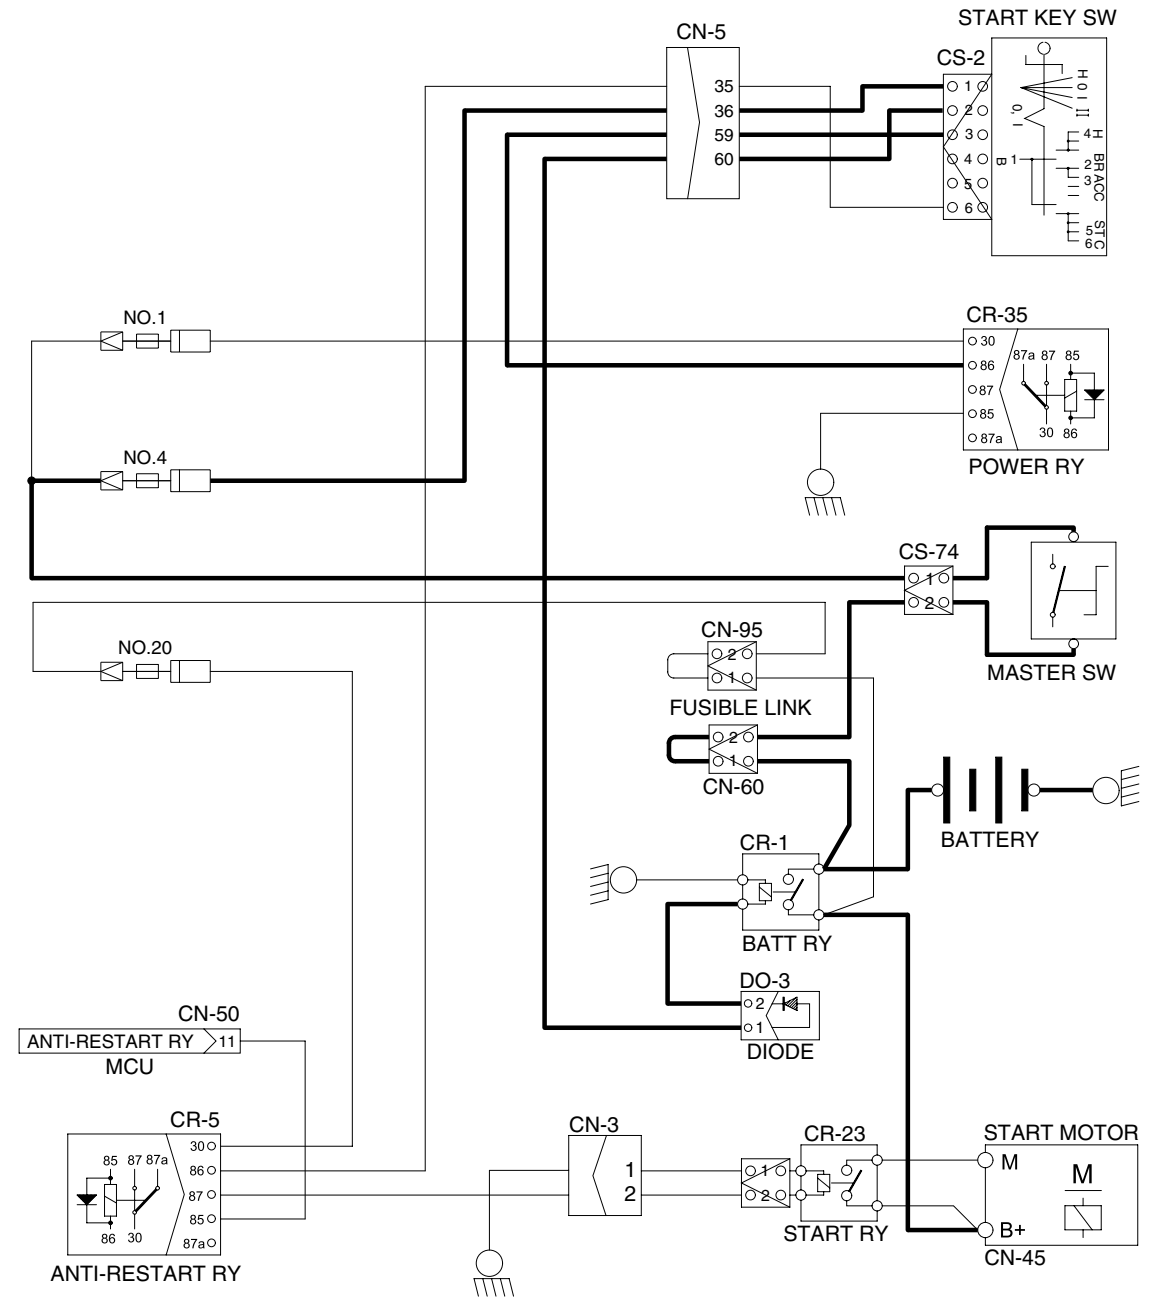 START KEY SW
CN-5
CS-2
35
36
59
60
1
2
3
4
5
6
H
O
I
II
O, I
B 1
4 H
BR
2
ACC
3
ST
5
C
6
NO.1
CR-35
30
86
87
85
87a
87a 87 85
30 86
POWER RY
NO.4
CS-74
1
2
MASTER SW
NO.20
CN-95
2
1
FUSIBLE LINK
2
1
CN-60
BATTERY
CR-1
BATT RY
DO-3
2
1
DIODE
CN-50
ANTI-RESTART RY 11
MCU
CR-5
30
86
87
85
87a
85 87 87a
86 30
ANTI-RESTART RY
CN-3
1
2
CR-23
1
2
START RY
START MOTOR
M
M
B+
CN-45